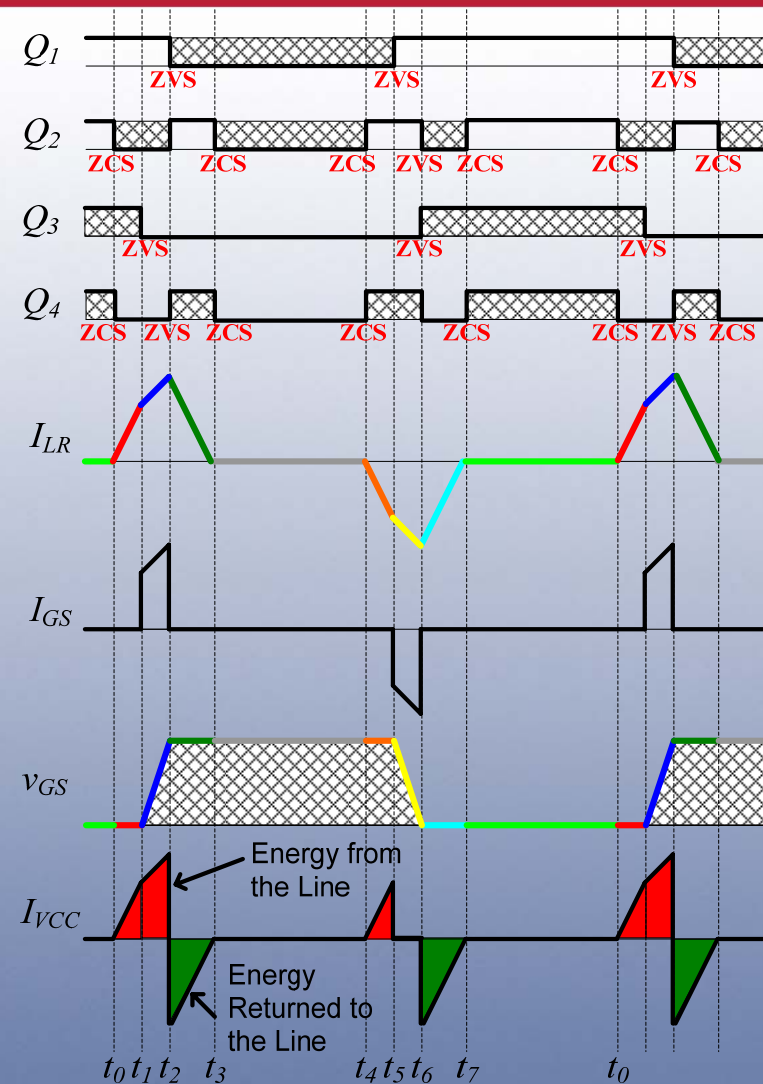 Q1
ZVS ZVS ZVS
Q2
ZCS ZCS ZCS ZVS ZCS ZCS ZCS
Q3
ZVS ZVS ZVS
Q4
ZCS ZVS ZCS ZCS ZCS ZCS ZVS ZCS
ILR
IGS
vGS
Energy from
the Line
IVCC
Energy
Returned to
the Line
t0 t1 t2 t3 t4 t5 t6 t7 t0